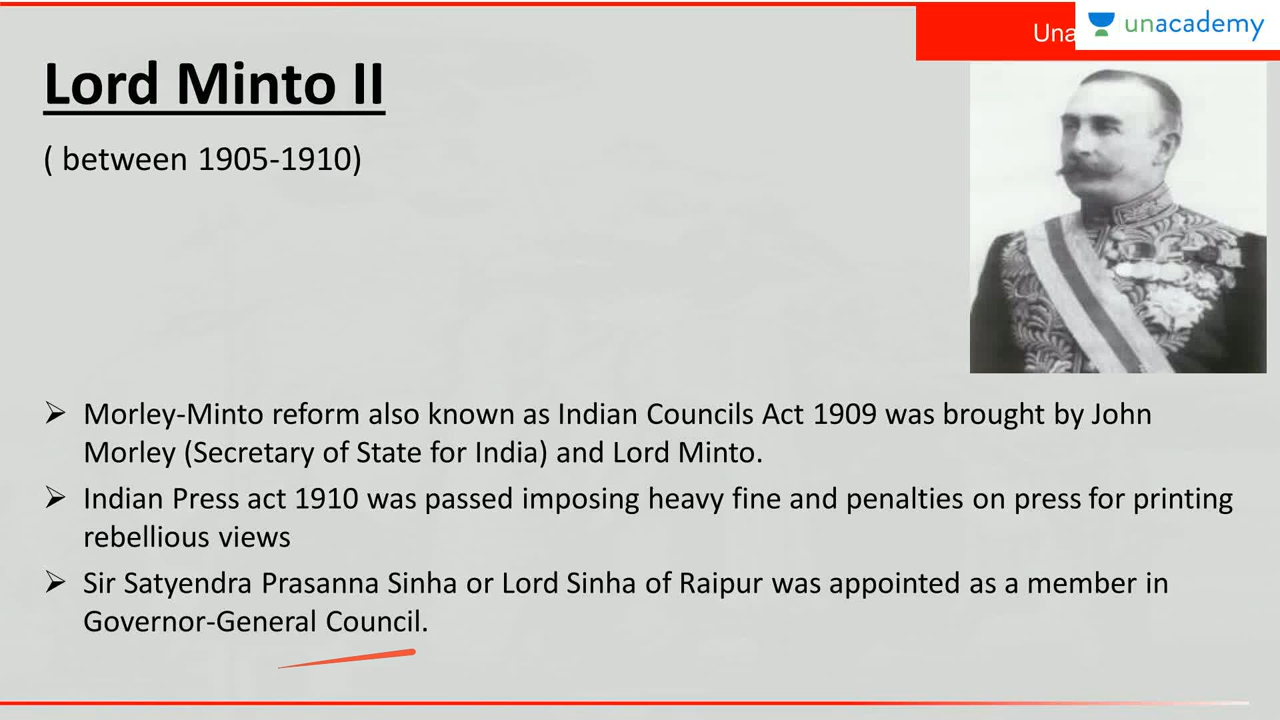 Una
unacademy
Lord Minto II
( between 1905-1910)
➢ Morley-Minto reform also known as Indian Councils Act 1909 was brought by John
Morley (Secretary of State for India) and Lord Minto.
➢ Indian Press act 1910 was passed imposing heavy fine and penalties on press for printing
rebellious views
➢ Sir Satyendra Prasanna Sinha or Lord Sinha of Raipur was appointed as a member in
Governor-General Council.